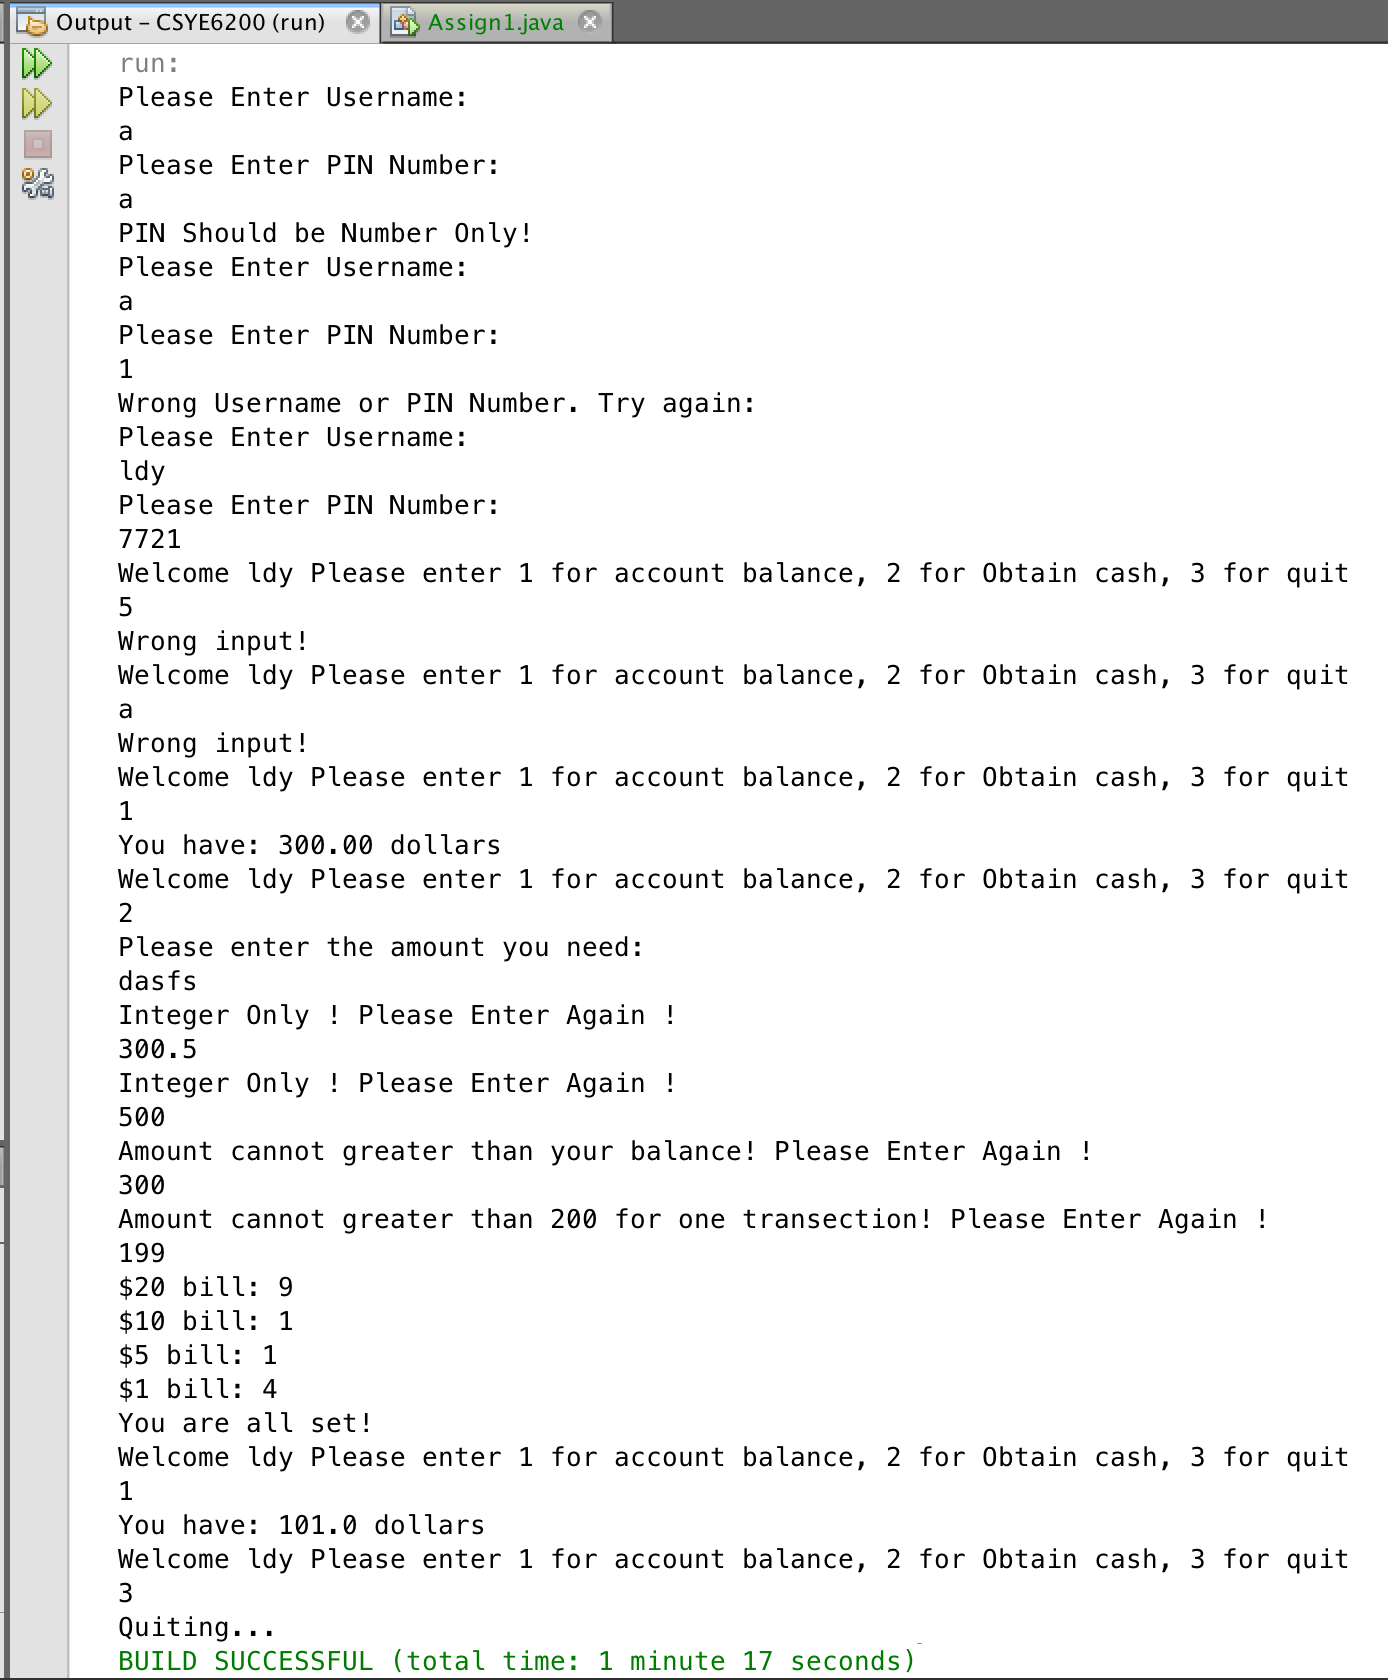 Output – CSYE6200 (run) Assign1.java
run:
Please Enter Username:
a
Please Enter PIN Number:
a
PIN Should be Number Only!
Please Enter Username:
a
Please Enter PIN Number:
1
Wrong Username or PIN Number. Try again:
Please Enter Username:
ldy
Please Enter PIN Number:
7721
Welcome ldy Please enter 1 for account balance, 2 for Obtain cash, 3 for quit
5
Wrong input!
Welcome ldy Please enter 1 for account balance, 2 for Obtain cash, 3 for quit
a
Wrong input!
Welcome ldy Please enter 1 for account balance, 2 for Obtain cash, 3 for quit
1
You have: 300.00 dollars
Welcome ldy Please enter 1 for account balance, 2 for Obtain cash, 3 for quit
2
Please enter the amount you need:
dasfs
Integer Only ! Please Enter Again !
300.5
Integer Only ! Please Enter Again !
500
Amount cannot greater than your balance! Please Enter Again !
300
Amount cannot greater than 200 for one transection! Please Enter Again !
199
$20 bill: 9
$10 bill: 1
$5 bill: 1
$1 bill: 4
You are all set!
Welcome ldy Please enter 1 for account balance, 2 for Obtain cash, 3 for quit
1
You have: 101.0 dollars
Welcome ldy Please enter 1 for account balance, 2 for Obtain cash, 3 for quit
3
Quiting...
BUILD SUCCESSFUL (total time: 1 minute 17 seconds)